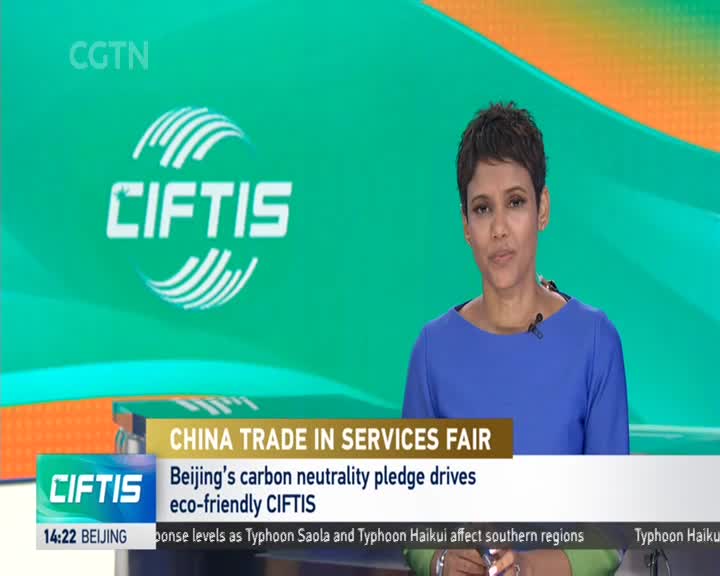 CGTN
CIFTIS
CHINA TRADE IN SERVICES FAIR
Beijing's carbon neutrality pledge drives
eco-friendly CIFTIS
CIFTIS
14:22 BEIJING
ponse levels as Typhoon Saola and Typhoon Haikui affect southern regions Typhoon Haiku